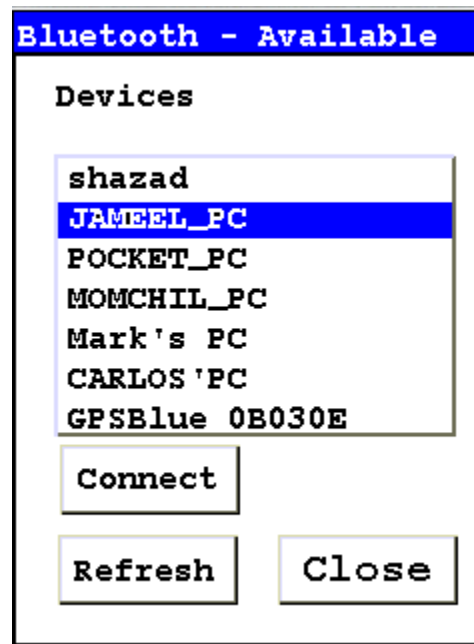 Bluetooth - Available
Devices
shazad
JAMEEL_PC
POCKET_PC
MOMCHIL_PC
Mark's PC
CARLOS'PC
GPSBlue 0B030E
Connect
Refresh
Close